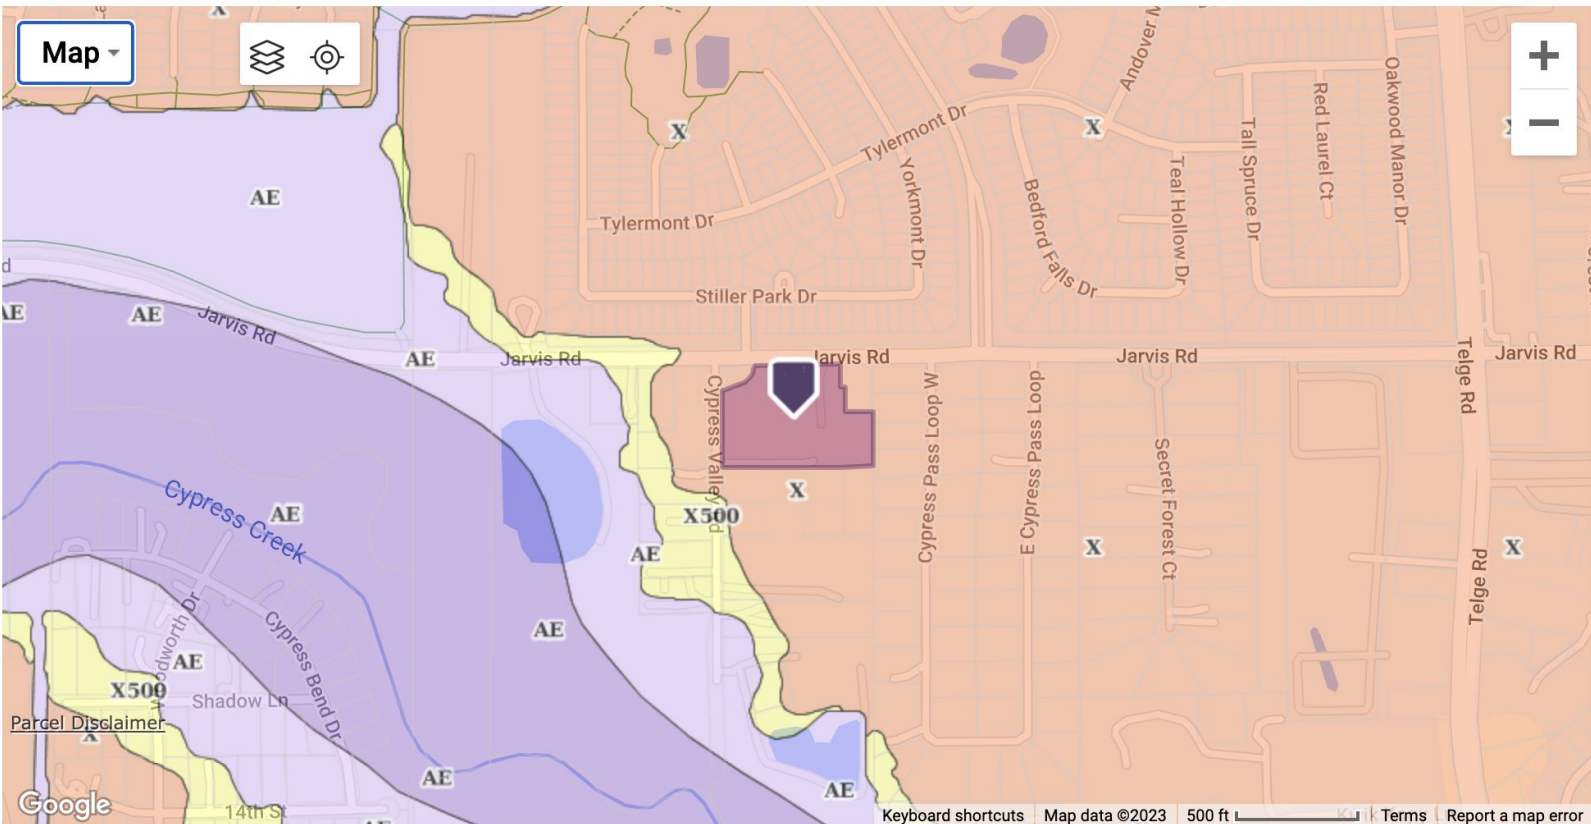 X
Map
Andover
Oakwood Manor Dr
Red Laurel Ct
Tall Spruce Dr
Teal Hollow Dr
X
X
Tylermont Dr
Yorkmont Dr
Bedford Falls Dr
AE
Tylermont Dr
Stiller Park Dr
AE
AE
Jarvis Rd
AE
Jarvis Rd
Jarvis Rd
Jarvis Rd
Jarvis Rd
Telge Rd
Cypress Valley Rd
Cypress Pass Loop W
E Cypress Pass Loop
Secret Forest Ct
X
X500
AE
X
X
Cypress Creek
AE
Telge Rd
AE
Woodworth Dr
Cypress Bend Dr
AE
X500
Shadow Ln
Parcel Disclaimer
X
AE
AE
14th St
AE
Google
Keyboard shortcuts
Map data ©2023
500 ft
Terms
Report a map error